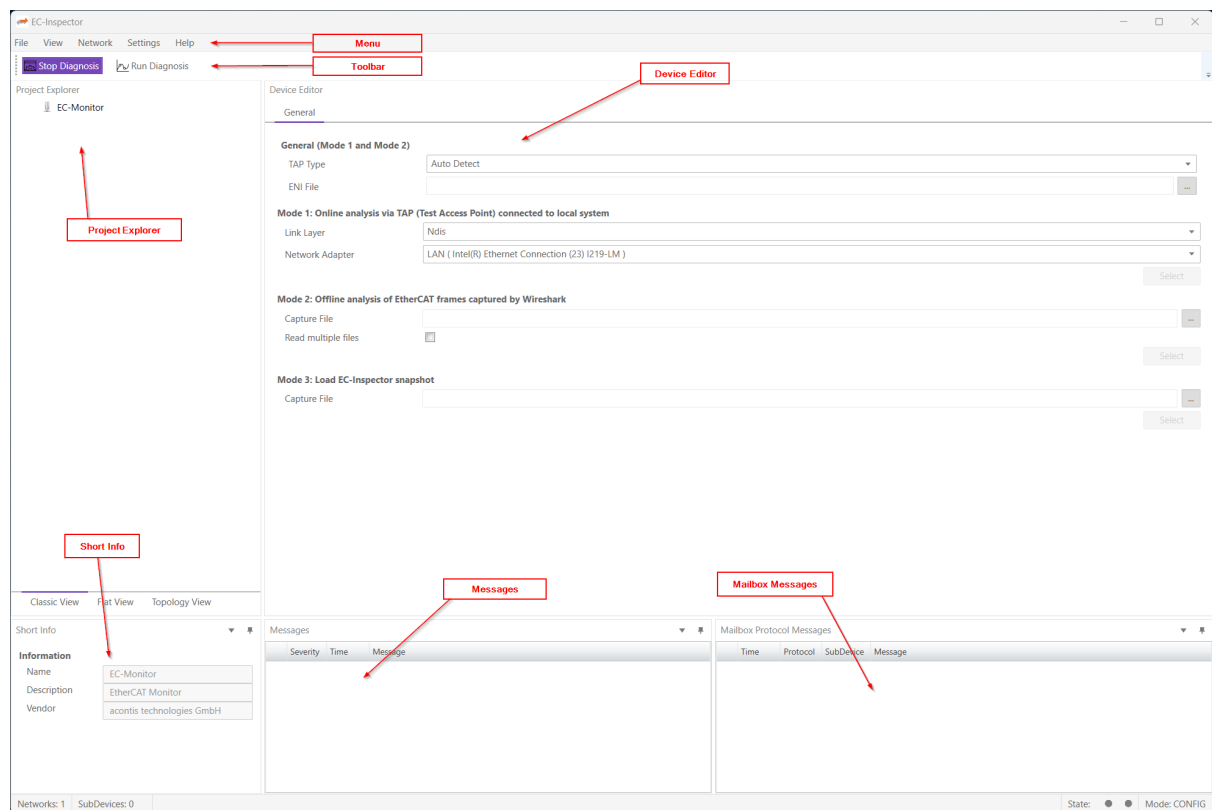 EC-Inspector
File View Network Settings Help
Menu
Stop Diagnosis Run Diagnosis
Toolbar
Device Editor
Project Explorer
EC-Monitor
Project Explorer
Classic View Flat View Topology View
Device Editor
General
General (Mode 1 and Mode 2)
TAP Type Auto Detect
ENI File ...
Mode 1: Online analysis via TAP (Test Access Point) connected to local system
Link Layer Ndis
Network Adapter LAN ( Intel(R) Ethernet Connection (23) I219-LM )
Select
Mode 2: Offline analysis of EtherCAT frames captured by Wireshark
Capture File ...
Read multiple files
Select
Mode 3: Load EC-Inspector snapshot
Capture File ...
Select
Short Info
Messages
Mailbox Messages
Short Info
Information
Name EC-Monitor
Description EtherCAT Monitor
Vendor acontis technologies GmbH
Messages
Severity Time Message
Mailbox Protocol Messages
Time Protocol SubDevice Message
Networks: 1 SubDevices: 0 State: Mode: CONFIG